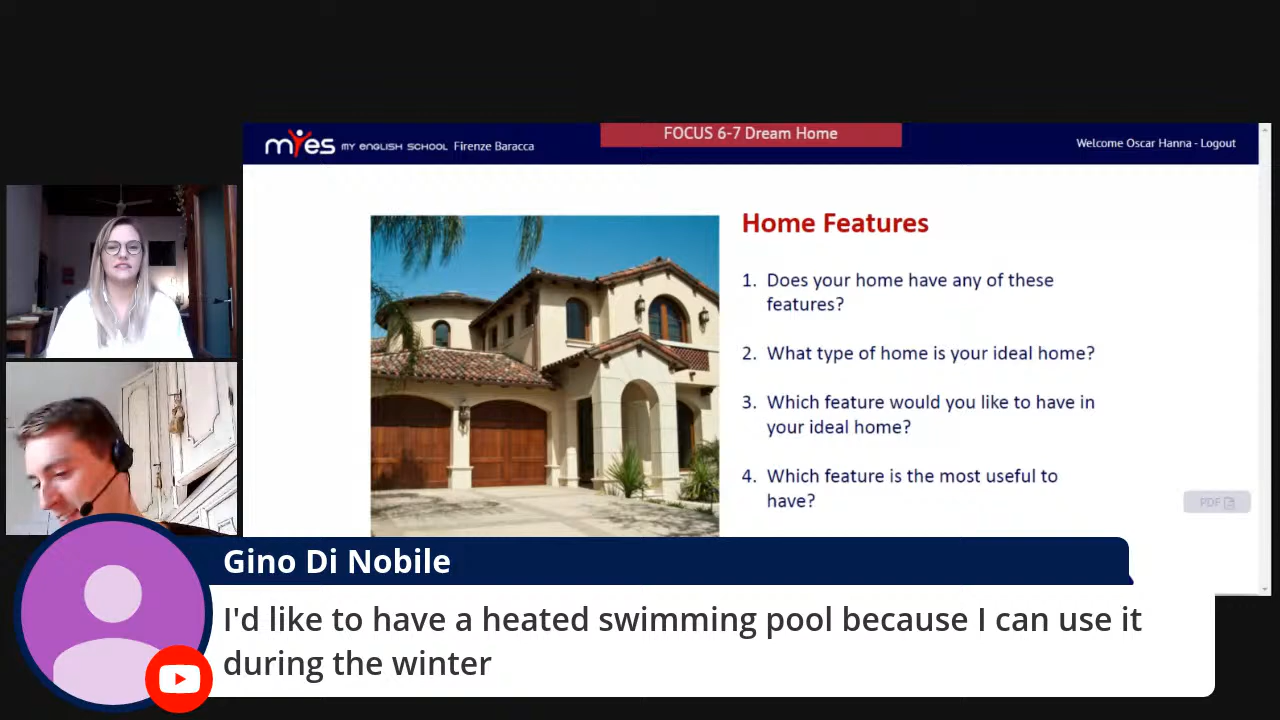 FOCUS 6-7 Dream Home
myes MY ENGLISH SCHOOL Firenze Baracca
Welcome Oscar Hanna - Logout
Home Features
1. Does your home have any of these
features?
2. What type of home is your ideal home?
3. Which feature would you like to have in
your ideal home?
4. Which feature is the most useful to
have?
PDF
Gino Di Nobile
I'd like to have a heated swimming pool because I can use it
during the winter